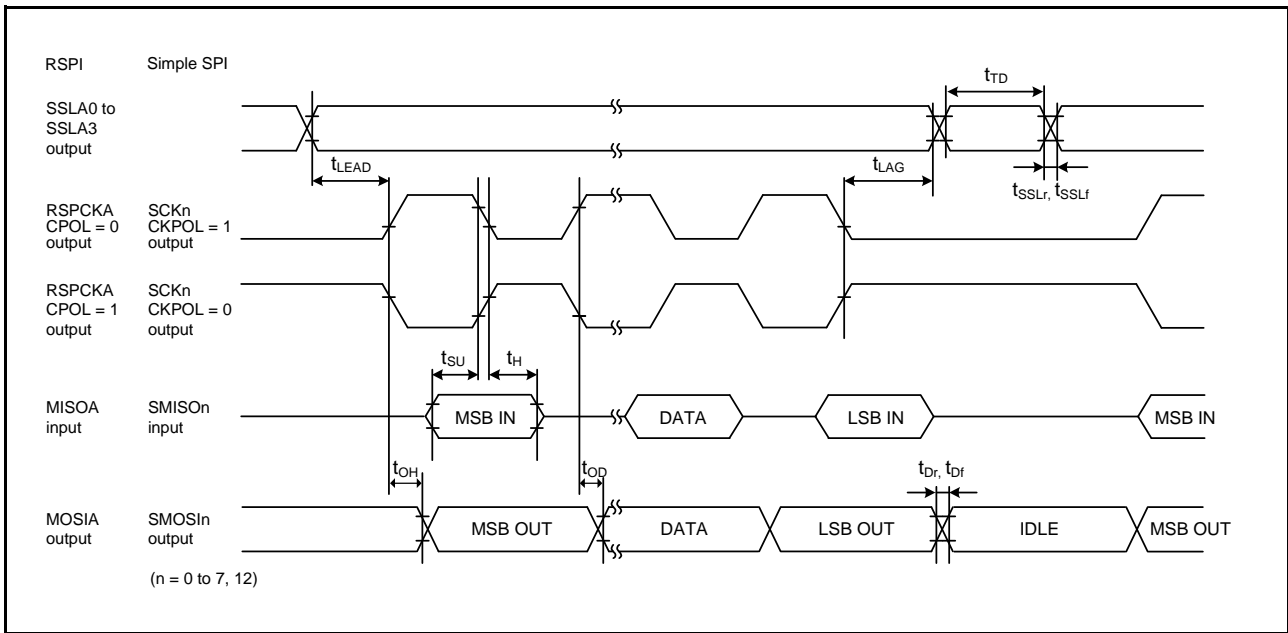 RSPI Simple SPI
SSLA0 to
SSLA3
output
tTD
tLEAD
tLAG
tSSLr, tSSLf
RSPCKA SCKn
CPOL = 0 CKPOL = 1
output output
RSPCKA SCKn
CPOL = 1 CKPOL = 0
output output
tSU tH
MISOA SMISOn
input input
MSB IN DATA LSB IN MSB IN
tOH tOD tDr, tDf
MOSIA SMOSIn
output output
MSB OUT DATA LSB OUT IDLE MSB OUT
(n = 0 to 7, 12)